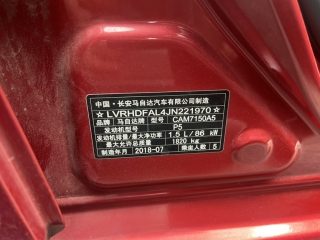 中国·长安马自达汽车有限公司制造
☆LVRHDFAL4JN221970☆
品牌 马自达牌 型号 CAM7150A5
发动机型号 P5
发动机排量/最大净功率 1.5 L/86 kW
最大允许总质量 1820 kg
制造年月 2018-07 乘坐人数 5